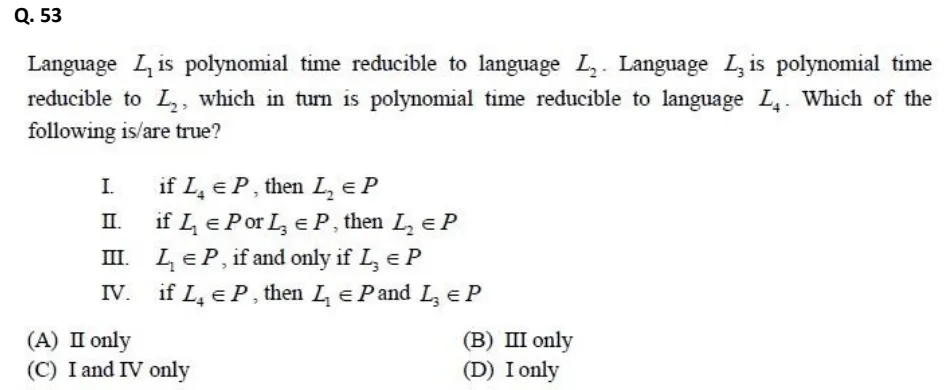 Q. 53
Language L₁ is polynomial time reducible to language L₂. Language L₃ is polynomial time
reducible to L₂, which in turn is polynomial time reducible to language L₄. Which of the
following is/are true?
I. if L₄ ∈ P, then L₂ ∈ P
II. if L₁ ∈ P or L₃ ∈ P, then L₂ ∈ P
III. L₁ ∈ P, if and only if L₃ ∈ P
IV. if L₄ ∈ P, then L₁ ∈ P and L₃ ∈ P
(A) II only (B) III only
(C) I and IV only (D) I only